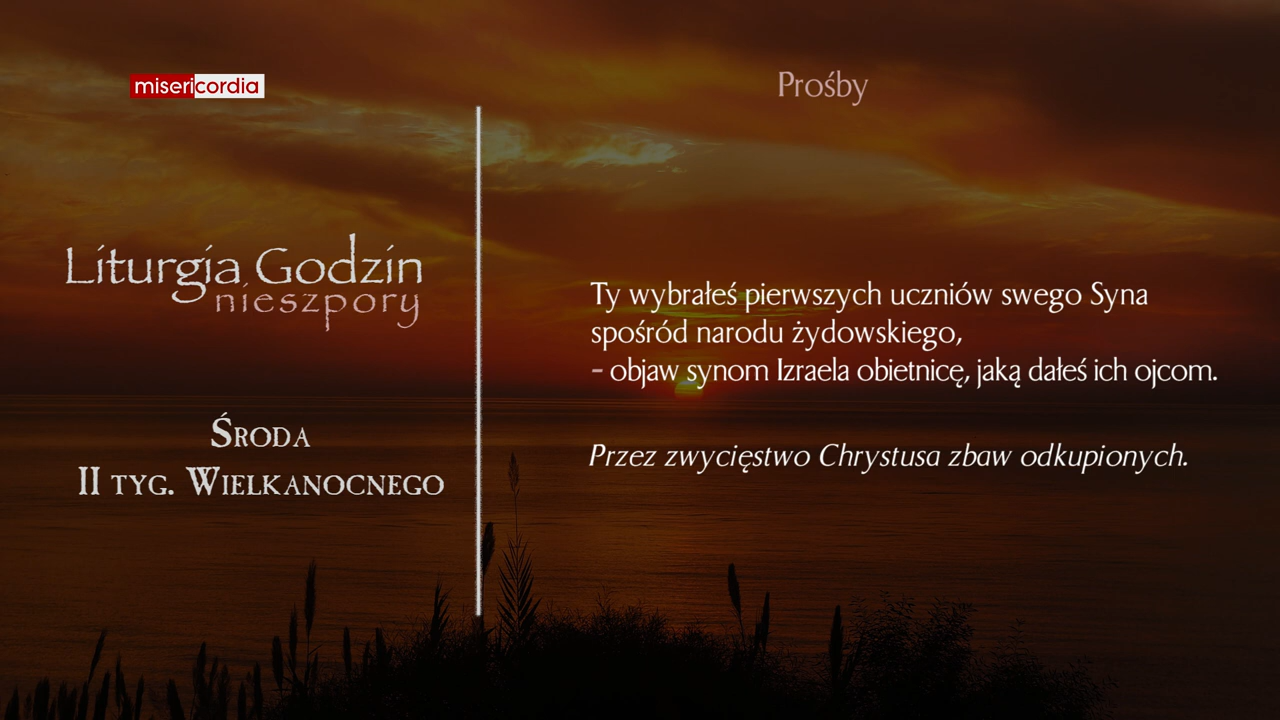 misericordia
Prośby
Liturgia Godzin
nieszpory
Środa
II tyg. Wielkanocnego
Ty wybrałeś pierwszych uczniów swego Syna
spośród narodu żydowskiego,
- objaw synom Izraela obietnicę, jaką dałeś ich ojcom.
Przez zwycięstwo Chrystusa zbaw odkupionych.